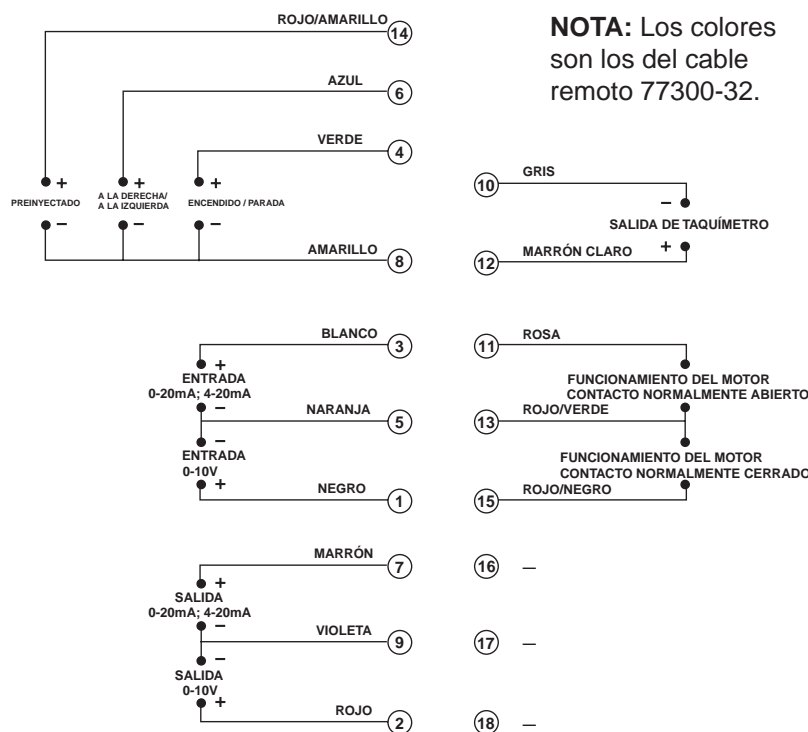 ROJO/AMARILLO
14
NOTA: Los colores
son los del cable
remoto 77300-32.
AZUL
6
VERDE
4
+ + +
PREINYECTADO
A LA DERECHA/
A LA IZQUIERDA
ENCENDIDO / PARADA
− − −
AMARILLO
8
10
GRIS
−
SALIDA DE TAQUÍMETRO
+
12
MARRÓN CLARO
BLANCO
3
+
ENTRADA
0-20mA; 4-20mA
−
NARANJA
5
−
ENTRADA
0-10V
+
NEGRO
1
11
ROSA
FUNCIONAMIENTO DEL MOTOR
CONTACTO NORMALMENTE ABIERTO
13
ROJO/VERDE
FUNCIONAMIENTO DEL MOTOR
CONTACTO NORMALMENTE CERRADO
15
ROJO/NEGRO
MARRÓN
7
+
SALIDA
0-20mA; 4-20mA
−
VIOLETA
9
−
SALIDA
0-10V
+
ROJO
2
16 –
17 –
18 –